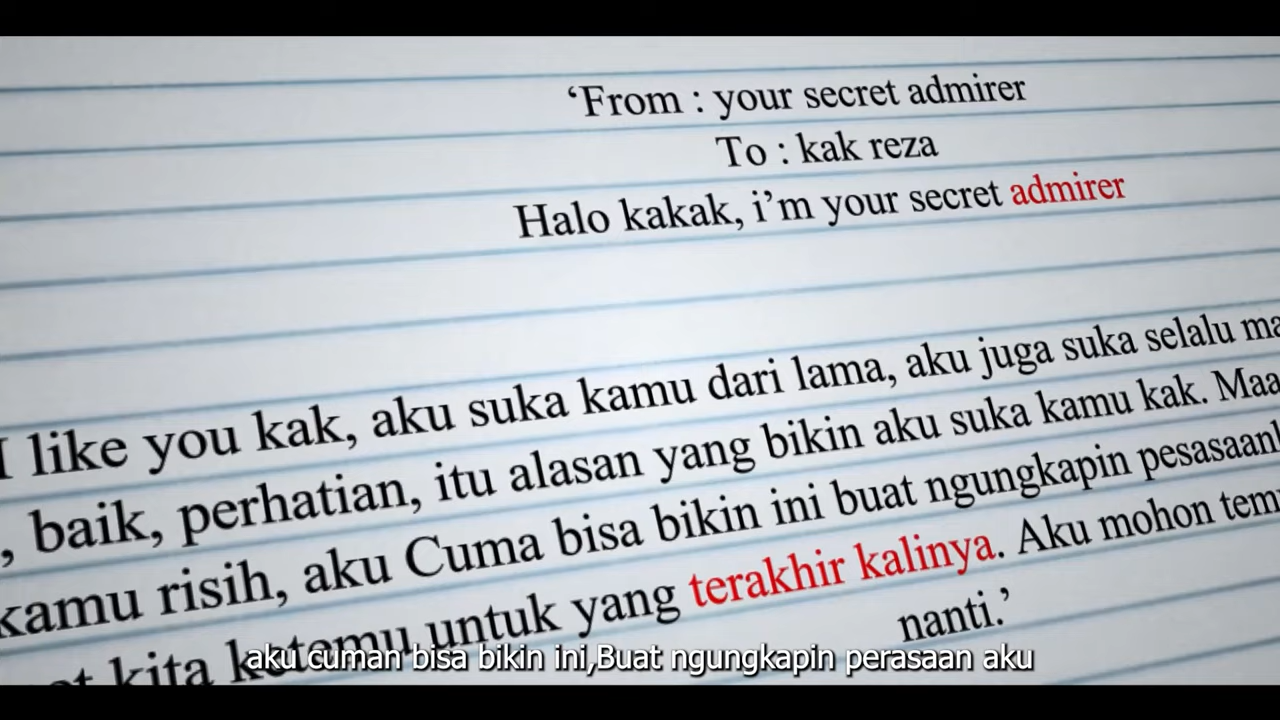 ‘From : your secret admirer
To : kak reza
Halo kakak, i’m your secret admirer
I like you kak, aku suka kamu dari lama, aku juga suka selalu
, baik, perhatian, itu alasan yang bikin aku suka kamu kak.
kamu risih, aku Cuma bisa bikin ini buat ngungkapin
kita ketemu untuk yang terakhir kalinya. Aku mohon
nanti.’
aku cuman bisa bikin ini,Buat ngungkapin perasaan aku